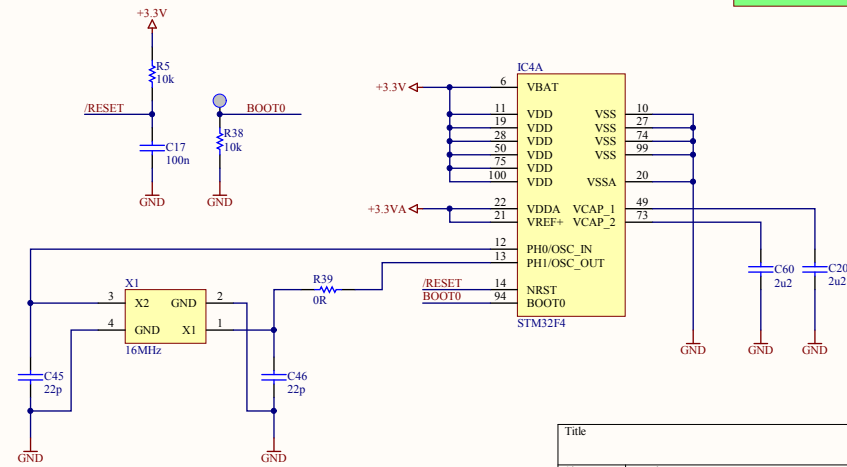 +3.3V
R5
10k
/RESET
C17
100n
GND
BOOT0
R38
10k
GND
IC4A
+3.3V
6 VBAT
11 VDD VSS 10
19 VDD VSS 27
28 VDD VSS 74
50 VDD VSS 99
75 VDD
100 VDD VSSA 20
+3.3VA
22 VDDA VCAP_1 49
21 VREF+ VCAP_2 73
12 PH0/OSC_IN
13 PH1/OSC_OUT
/RESET 14 NRST
BOOT0 94 BOOT0
STM32F4
C60
2u2
C20
2u2
GND
GND
GND
R39
0R
X1
3 X2 GND 2
4 GND X1 1
16MHz
C45
22p
C46
22p
GND
GND
Title